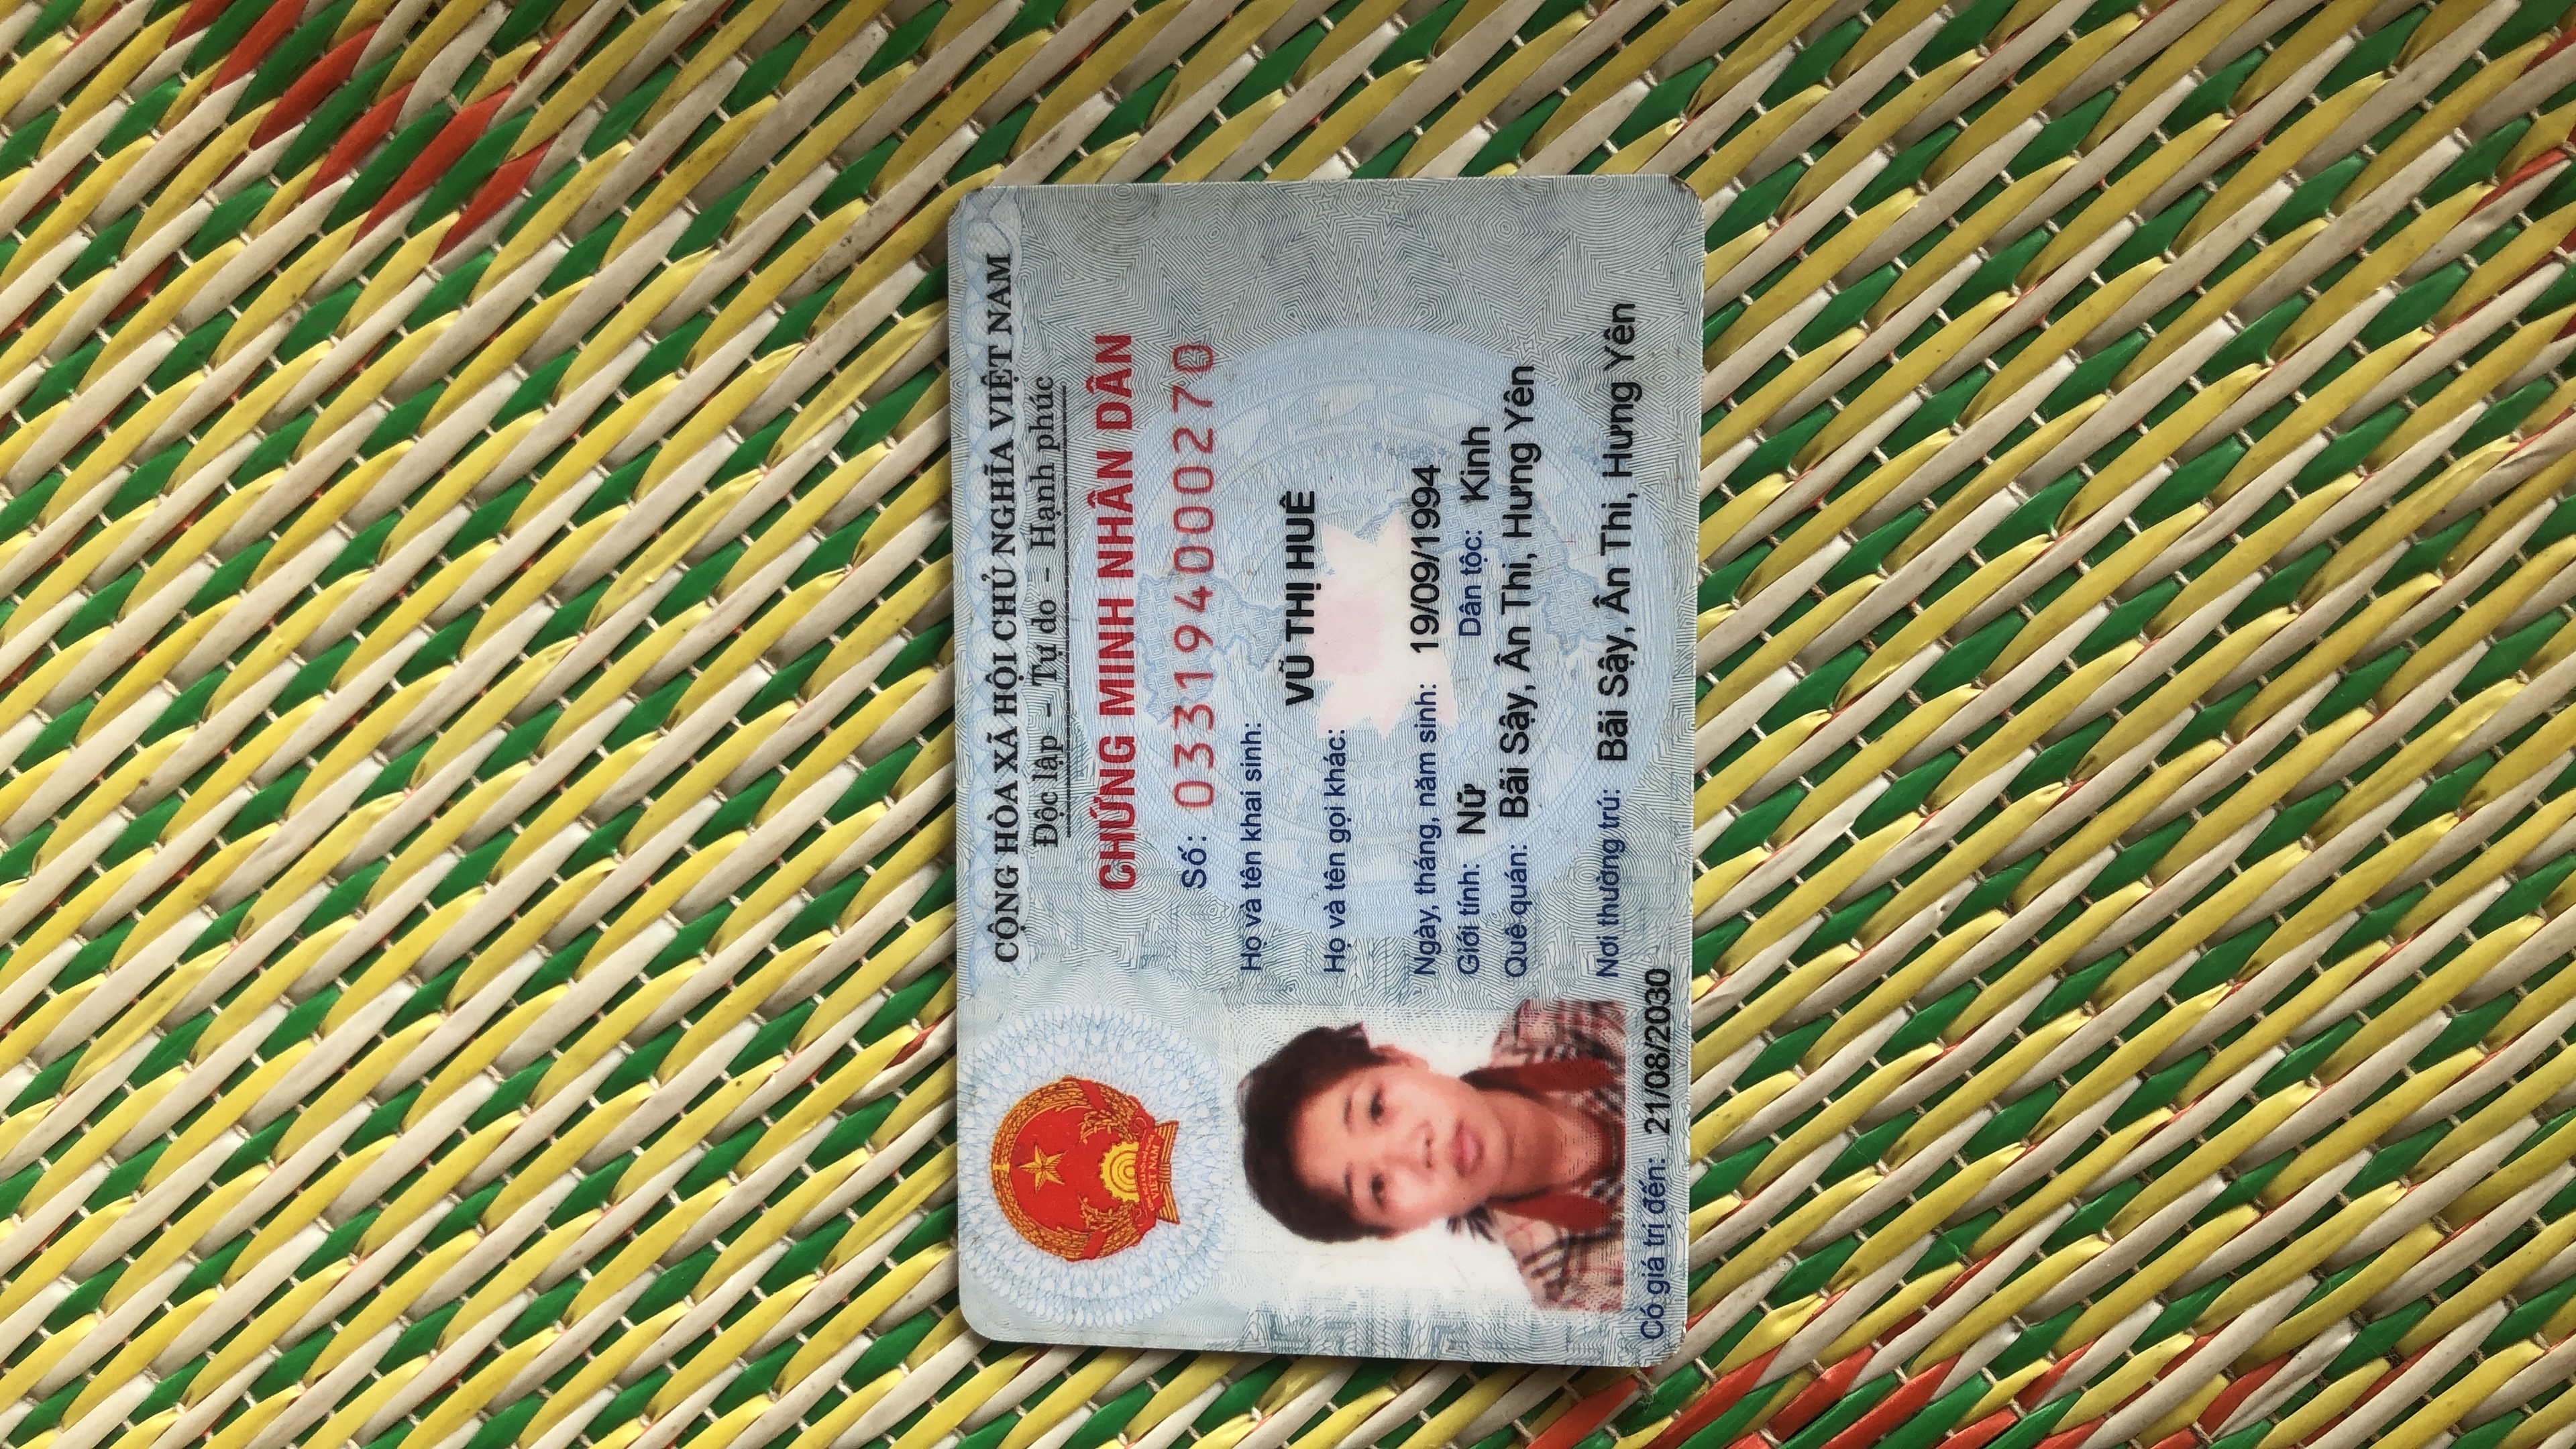 CỘNG HÒA XÃ HỘI CHỦ NGHĨA VIỆT NAM
Độc lập – Tự do – Hạnh phúc
CHỨNG MINH NHÂN DÂN
Số: 033194000270
Họ và tên khai sinh:
VŨ THỊ HUÊ
Họ và tên gọi khác:
Ngày, tháng, năm sinh: 19/09/1994
Giới tính: Nữ Dân tộc: Kinh
Quê quán: Bãi Sậy, Ân Thi, Hưng Yên
Nơi thường trú: Bãi Sậy, Ân Thi, Hưng Yên
Có giá trị đến: 21/08/2030
CỘNG HÒA XÃ HỘI CHỦ NGHĨA
VIỆT NAM